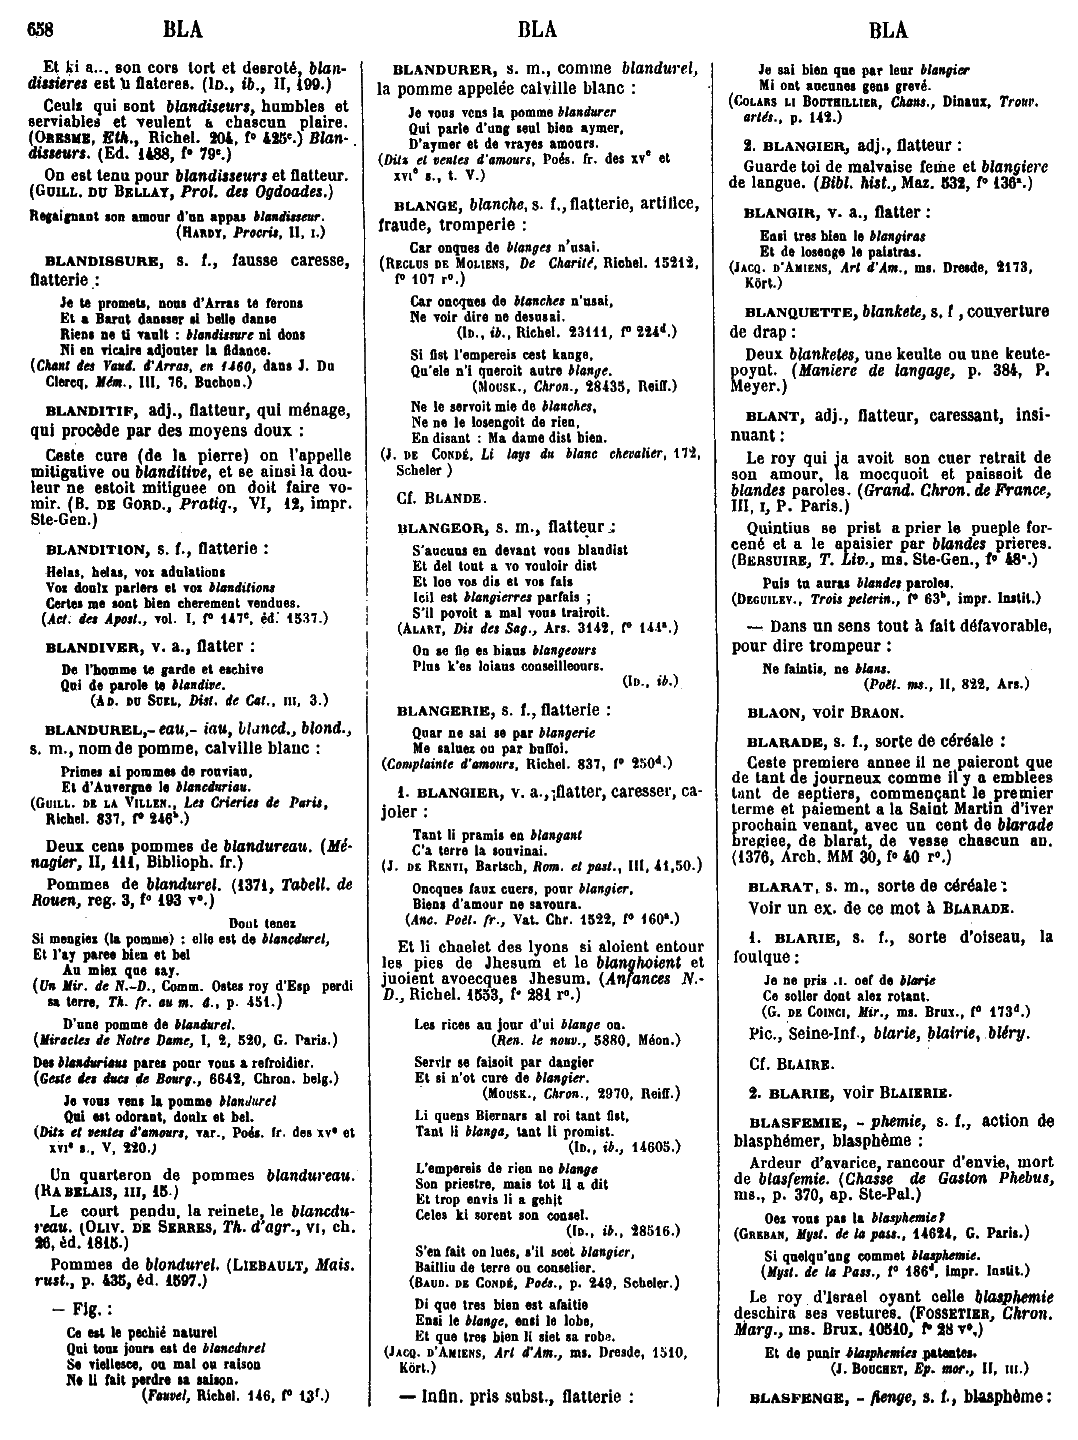 658 BLA BLA BLA
Et ki a... son cors tort et desroté, blan-
dissieres est u flateres. (ID., ib., II, 199.)
Ceuls qui sont blandiseurs, humbles et
serviables et veulent a chascun plaire.
(ORESME, Eth., Richel. 204, f° 425ᶜ.) Blan-
disseurs. (Ed. 1488, f° 79ᶜ.)
On est tenu pour blandisseurs et flatteur.
(GUILL. DU BELLAY, Prol. des Ogdoades.)
Regaignant son amour d'un appas blandisseur.
(HARDY, Procris, II, I.)
BLANDISSURE, s. f., fausse caresse,
flatterie :
Je te promets, nous d'Arras te ferons
Et a Barut dansser si belle danse
Riens ne ti vault : blandissure ni dons
Ni en vicaire adjouter la fidance.
(Chant des Vaud. d'Arras, en 1460, dans J. Du
Clercq, Mém., III, 76, Buchon.)
BLANDITIF, adj., flatteur, qui ménage,
qui procède par des moyens doux :
Ceste cure (de la pierre) on l'appelle
mitigative ou blanditive, et se ainsi la dou-
leur ne estoit mitiguee on doit faire vo-
mir. (B. DE GORD., Pratiq., VI, 12, impr.
Ste-Gen.)
BLANDITION, s. f., flatterie :
Helas, helas, voz adulations
Voz doulx parlers et voz blanditions
Certes me sont bien cherement vendues.
(Act. des Apost., vol. I, f° 147ᶜ, éd. 1537.)
BLANDIVER, v. a., flatter :
De l'homme te garde et eschive
Qui de parole te blandive.
(AD. DU SUEL, Dist. de Cat., III, 3.)
BLANDUREL,- eau,- iau, blancd., blond.,
s. m., nom de pomme, calville blanc :
Primes ai pommes de rouviau,
Et d'Auvergne le blancduriau.
(GUILL. DE LA VILLEN., Les Crieries de Paris,
Richel. 837, f° 246ᵇ.)
Deux cens pommes de blandureau. (Mé-
nagier, II, 111, Biblioph. fr.)
Pommes de blandurel. (1371, Tabell. de
Rouen, reg. 3, f° 193 v°.)
Dout tenez
Si mengiez (la pomme) : elle est de blancdurel,
Et l'ay paree bien et bel
Au miex que say.
(Un Mir. de N.-D., Comm. Ostes roy d'Esp perdi
sa terre, Th. fr. au m. â., p. 451.)
D'une pomme de blandurel.
(Miracles de Notre Dame, I, 2, 520, G. Paris.)
Des blanduriaus pares pour vous a refroidier.
(Geste des ducs de Bourg., 6642, Chron. belg.)
Je vous vens la pomme blandurel
Qui est odorant, doulx et bel.
(Ditz et ventes d'amours, var., Poés. fr. des XVᵉ et
XVIᵉ s., V, 220.)
Un quarteron de pommes blandureau.
(RABELAIS, III, 15.)
Le court pendu, la reinete, le blancdu-
reau. (OLIV. DE SERRES, Th. d'agr., VI, ch.
26, éd. 1815.)
Pommes de blondurel. (LIEBAULT, Mais.
rust., p. 435, éd. 1597.)
— Fig. :
Ce est le pechié naturel
Qui touz jours est de blancdurel
Se viellesce, ou mal ou raison
Ne li fait perdre sa saison.
(Fauvel, Richel. 146, f° 13ᶠ.)
BLANDURER, s. m., comme blandurel,
la pomme appelée calville blanc :
Je vous vens la pomme blandurer
Qui parle d'ung seul bien aymer,
D'aymer et de vrayes amours.
(Ditz et ventes d'amours, Poés. fr. des XVᵉ et
XVIᵉ s., t. V.)
BLANGE, blanche, s. f., flatterie, artifice,
fraude, tromperie :
Car onques de blanges n'usai.
(RECLUS DE MOLIENS, De Charité, Richel. 15212,
f° 107 r°.)
Car oncques de blanches n'usai,
Ne voir dire ne desusai.
(ID., ib., Richel. 23111, f° 224ᵈ.)
Si fist l'empereis cest kange,
Qu'ele n'i queroit autre blange.
(MOUSK., Chron., 28435, Reiff.)
Ne le servoit mie de blanches,
Ne ne le losengoit de rien,
En disant : Ma dame dist bien.
(J. DE CONDÉ, Li lays du blanc chevalier, 172,
Scheler )
Cf. BLANDE.
BLANGEOR, s. m., flatteur :
S'aucuns en devant vous blandist
Et del tout a vo vouloir dist
Et loe vos dis et vos fais
Icil est blangierres parfais ;
S'il povoit a mal vous trairoit.
(ALART, Dis des Sag., Ars. 3142, f° 144ᵃ.)
On se fie es biaus blangeours
Plus k'es loiaus conseilleours.
(ID., ib.)
BLANGERIE, s. f., flatterie :
Quar ne sai se par blangerie
Me saluez ou par buffoi.
(Complainte d'amours, Richel. 837, f° 250ᵈ.)
1. BLANGIER, v. a., flatter, caresser, ca-
joler :
Tant li pramis en blangant
C'a terre la souvinai.
(J. DE RENTI, Bartsch, Rom. et past., III, 41,50.)
Oncques faux cuers, pour blangier,
Biens d'amour ne savoura.
(Anc. Poët. fr., Vat. Chr. 1522, f° 160ᵃ.)
Et li chaelet des lyons si aloient entour
les pies de Jhesum et le blanghoient et
juoient avoecques Jhesum. (Anfances N.-
D., Richel. 1553, f° 281 r°.)
Les rices au jour d'ui blange on.
(Ren. le nouv., 5880, Méon.)
Servir se faisoit par dangier
Et si n'ot cure de blangier.
(MOUSK., Chron., 2970, Reiff.)
Li quens Biernars al roi tant fist,
Tant li blanga, tant li promist.
(ID., ib., 14605.)
L'empereis de rien ne blange
Son priestre, mais tot li a dit
Et trop envis li a gehit
Celes ki sorent son consel.
(ID., ib., 28516.)
S'en fait on lues, s'il scet blangier,
Bailliu de terre ou conselier.
(BAUD. DE CONDÉ, Poés., p. 249, Scheler.)
Di que tres bien est afaitie
Ensi le blange, ensi le lobe,
Et que tres bien li siet sa robe.
(JACQ. D'AMIENS, Art d'Am., ms. Dresde, 1510,
Kört.)
— Infin. pris subst., flatterie :
Je sai bien que par leur blangier
Mi ont aucunes gens grevé.
(COLARS LI BOUTHILLIER, Chans., Dinaux, Trouv.
artés., p. 142.)
2. BLANGIER, adj., flatteur :
Guarde toi de malvaise feme et blangiere
de langue. (Bibl. hist., Maz. 532, f° 136ᵃ.)
BLANGIR, v. a., flatter :
Ensi tres bien le blangiras
Et de losenge le paistras.
(JACQ. D'AMIENS, Art d'Am., ms. Dresde, 2173,
Kört.)
BLANQUETTE, blankete, s. f , couverture
de drap :
Deux blanketes, une keulte ou une keute-
poynt. (Maniere de langage, p. 384, P.
Meyer.)
BLANT, adj., flatteur, caressant, insi-
nuant :
Le roy qui ja avoit son cuer retrait de
son amour, la mocquoit et paissoit de
blandes paroles. (Grand. Chron. de France,
III, I, P. Paris.)
Quintius se prist a prier le pueple for-
cené et a le apaisier par blandes prieres.
(BERSUIRE, T. Liv., ms. Ste-Gen., f° 48ᵃ.)
Puis tu auras blandes paroles.
(DEGUILEV., Trois pelerin., f° 63ᵇ, impr. Instit.)
— Dans un sens tout à fait défavorable,
pour dire trompeur :
Ne faintis, ne blans.
(Poët. ms., II, 822, Ars.)
BLAON, voir BRAON.
BLARADE, s. f., sorte de céréale :
Ceste premiere annee il ne paieront que
de tant de journeux comme il y a emblees
tant de septiers, commençant le premier
terme et paiement a la Saint Martin d'iver
prochain venant, avec un cent de blarade
bregiee, de blarat, de vesse chascun an.
(1376, Arch. MM 30, f° 40 r°.)
BLARAT, s. m., sorte de céréale :
Voir un ex. de ce mot à BLARADE.
1. BLARIE, s. f., sorte d'oiseau, la
foulque :
Je ne pris .I. oef de blarie
Ce soller dont alez rotant.
(G. DE COINCI, Mir., ms. Brux., f° 173ᵈ.)
Pic., Seine-Inf., blarie, blairie, bléry.
Cf. BLAIRE.
2. BLARIE, voir BLAIERIE.
BLASFEMIE, - phemie, s. f., action de
blasphémer, blasphème :
Ardeur d'avarice, rancour d'envie, mort
de blasfemie. (Chasse de Gaston Phebus,
ms., p. 370, ap. Ste-Pal.)
Oez vous pas la blasphemie?
(GREBAN, Myst. de la pass., 14624, G. Paris.)
Si quelqu'ung commet blasphemie.
(Myst. de la Pass., f° 186ᵈ, impr. Instit.)
Le roy d'Israel oyant celle blasphemie
deschira ses vestures. (FOSSETIER, Chron.
Marg., ms. Brux. 10510, f° 28 v°.)
Et de punir blasphemies patentes.
(J. BOUCHET, Ep. mor., II, III.)
BLASFENGE, - fienge, s. f., blasphème :